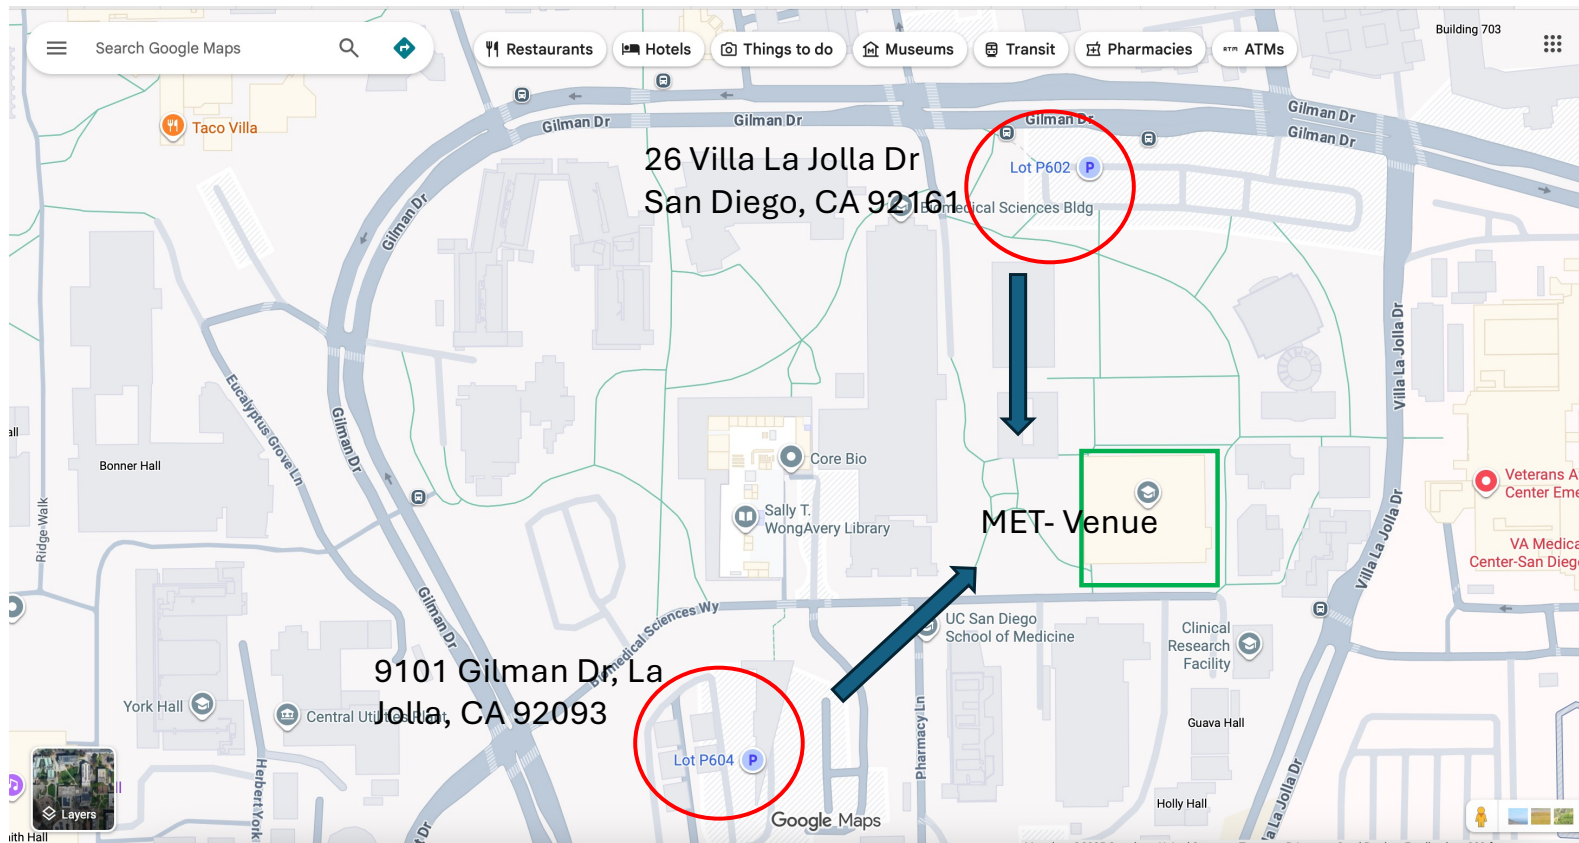 Search Google Maps
Restaurants
Hotels
Things to do
Museums
Transit
Pharmacies
ATM
ATMs
Building 703
Taco Villa
Gilman Dr
Gilman Dr
Gilman Dr
Gilman Dr
Gilman Dr
26 Villa La Jolla Dr
San Diego, CA 92161
Lot P602
P
Biomedical Sciences Bldg
Gilman Dr
Villa La Jolla Dr
Eucalyptus Grove Ln
Gilman Dr
all
Bonner Hall
Core Bio
Sally T.
WongAvery Library
MET- Venue
Veterans A
Center Eme
VA Medica
Center-San Dieg
Villa La Jolla Dr
Ridge Walk
Gilman Dr
Biomedical Sciences Wy
UC San Diego
School of Medicine
Clinical
Research
Facility
9101 Gilman Dr, La
Jolla, CA 92093
York Hall
Central Utilities Plant
Guava Hall
Lot P604
P
Pharmacy Ln
Herbert York
Layers
ll
mith Hall
Dr
Holly Hall
la La Jolla Dr
Google Maps